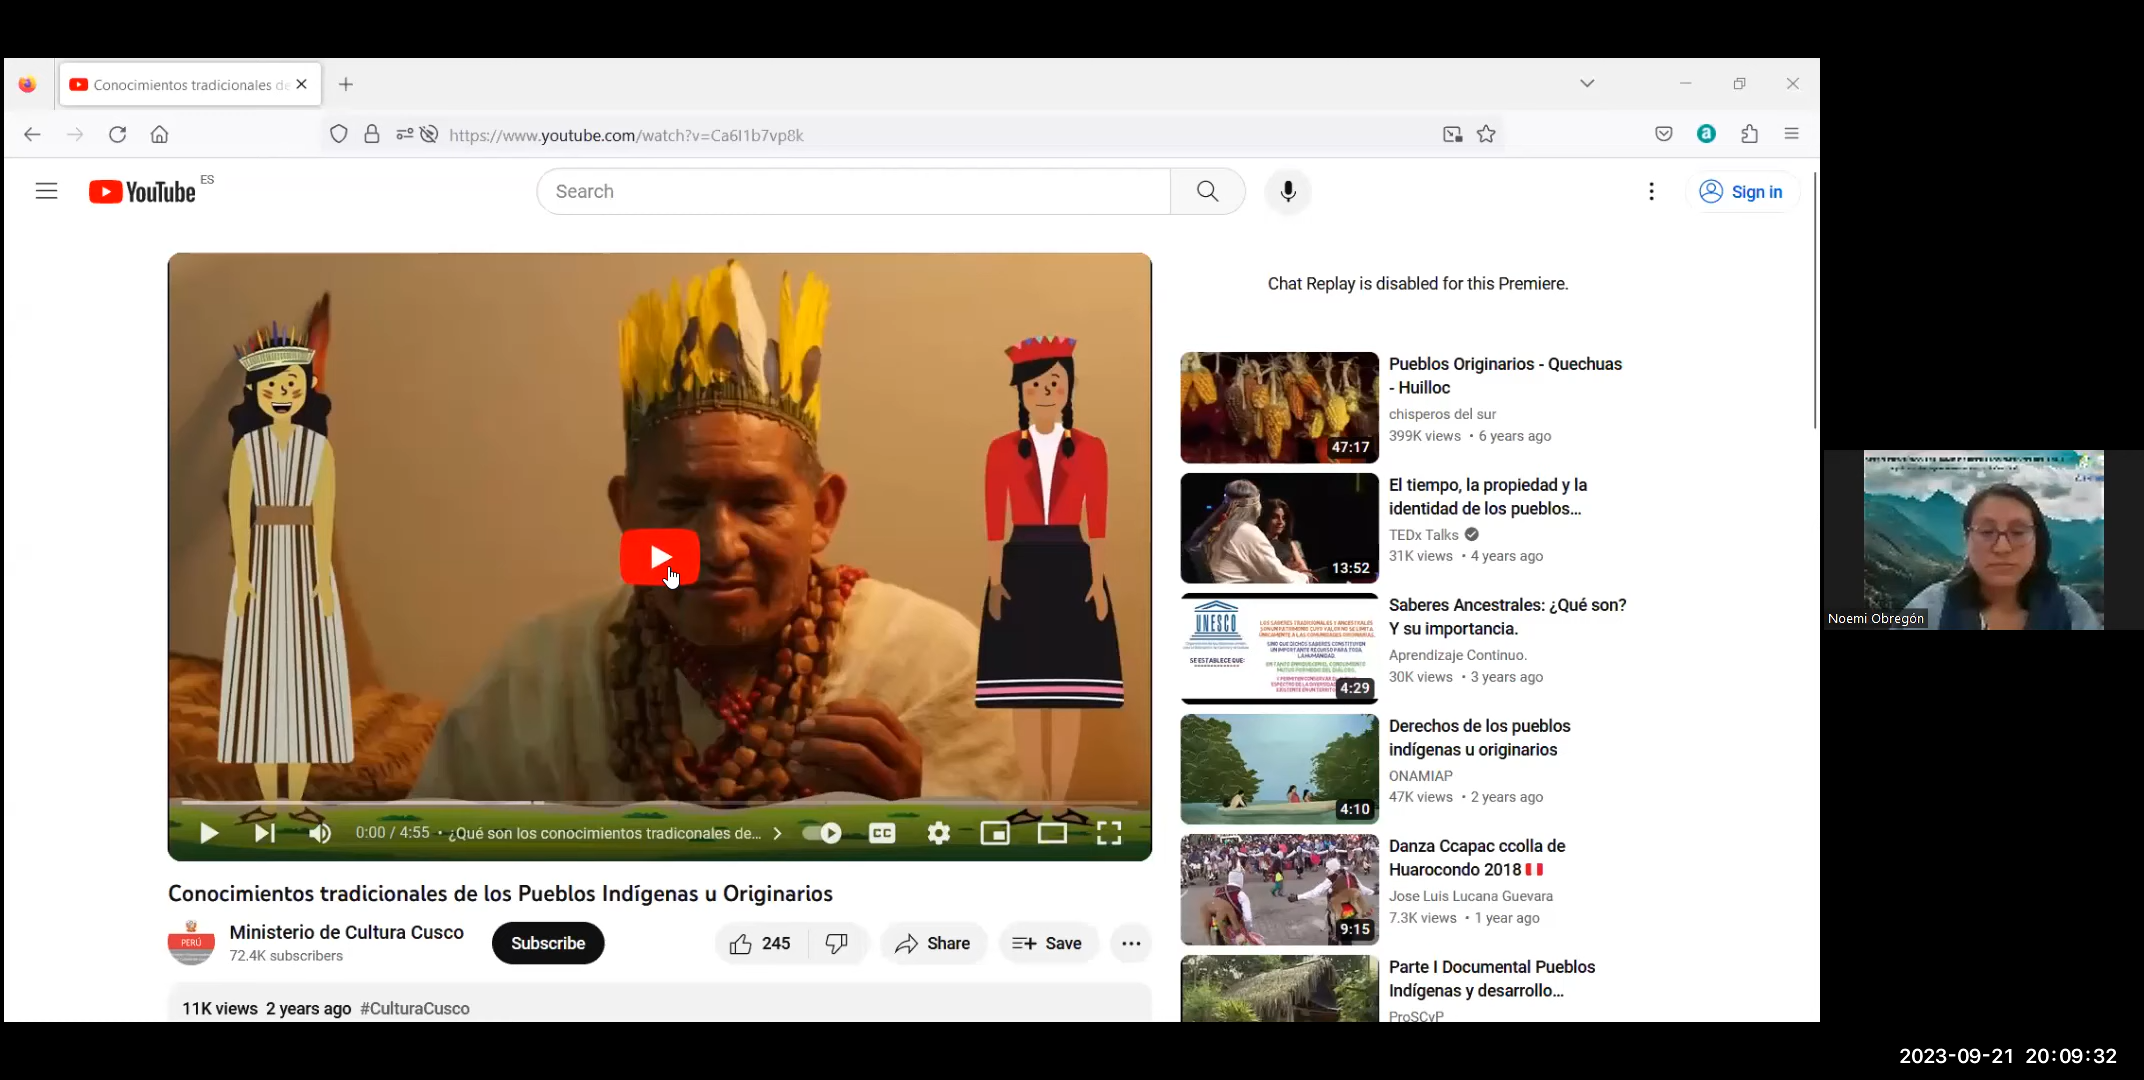 Conocimientos tradicionales de
https://www.youtube.com/watch?v=Ca6I1b7vp8k
YouTube ES
Search
Sign in
Chat Replay is disabled for this Premiere.
0:00 / 4:55 • ¿Qué son los conocimientos tradicionales de...
CC
Conocimientos tradicionales de los Pueblos Indígenas u Originarios
PERÚ
Ministerio de Cultura Cusco
72.4K subscribers
Subscribe
245
Share
Save
11K views 2 years ago #CulturaCusco
47:17
Pueblos Originarios - Quechuas
- Huilloc
chisperos del sur
399K views • 6 years ago
13:52
El tiempo, la propiedad y la
identidad de los pueblos...
TEDx Talks
31K views • 4 years ago
UNESCO
SE ESTABLECE QUE:
4:29
Saberes Ancestrales: ¿Qué son?
Y su importancia.
Aprendizaje Continuo.
30K views • 3 years ago
4:10
Derechos de los pueblos
indígenas u originarios
ONAMIAP
47K views • 2 years ago
9:15
Danza Ccapac ccolla de
Huarocondo 2018
Jose Luis Lucana Guevara
7.3K views • 1 year ago
Parte I Documental Pueblos
Indígenas y desarrollo...
ProSCyP
Noemi Obregón
2023-09-21 20:09:32